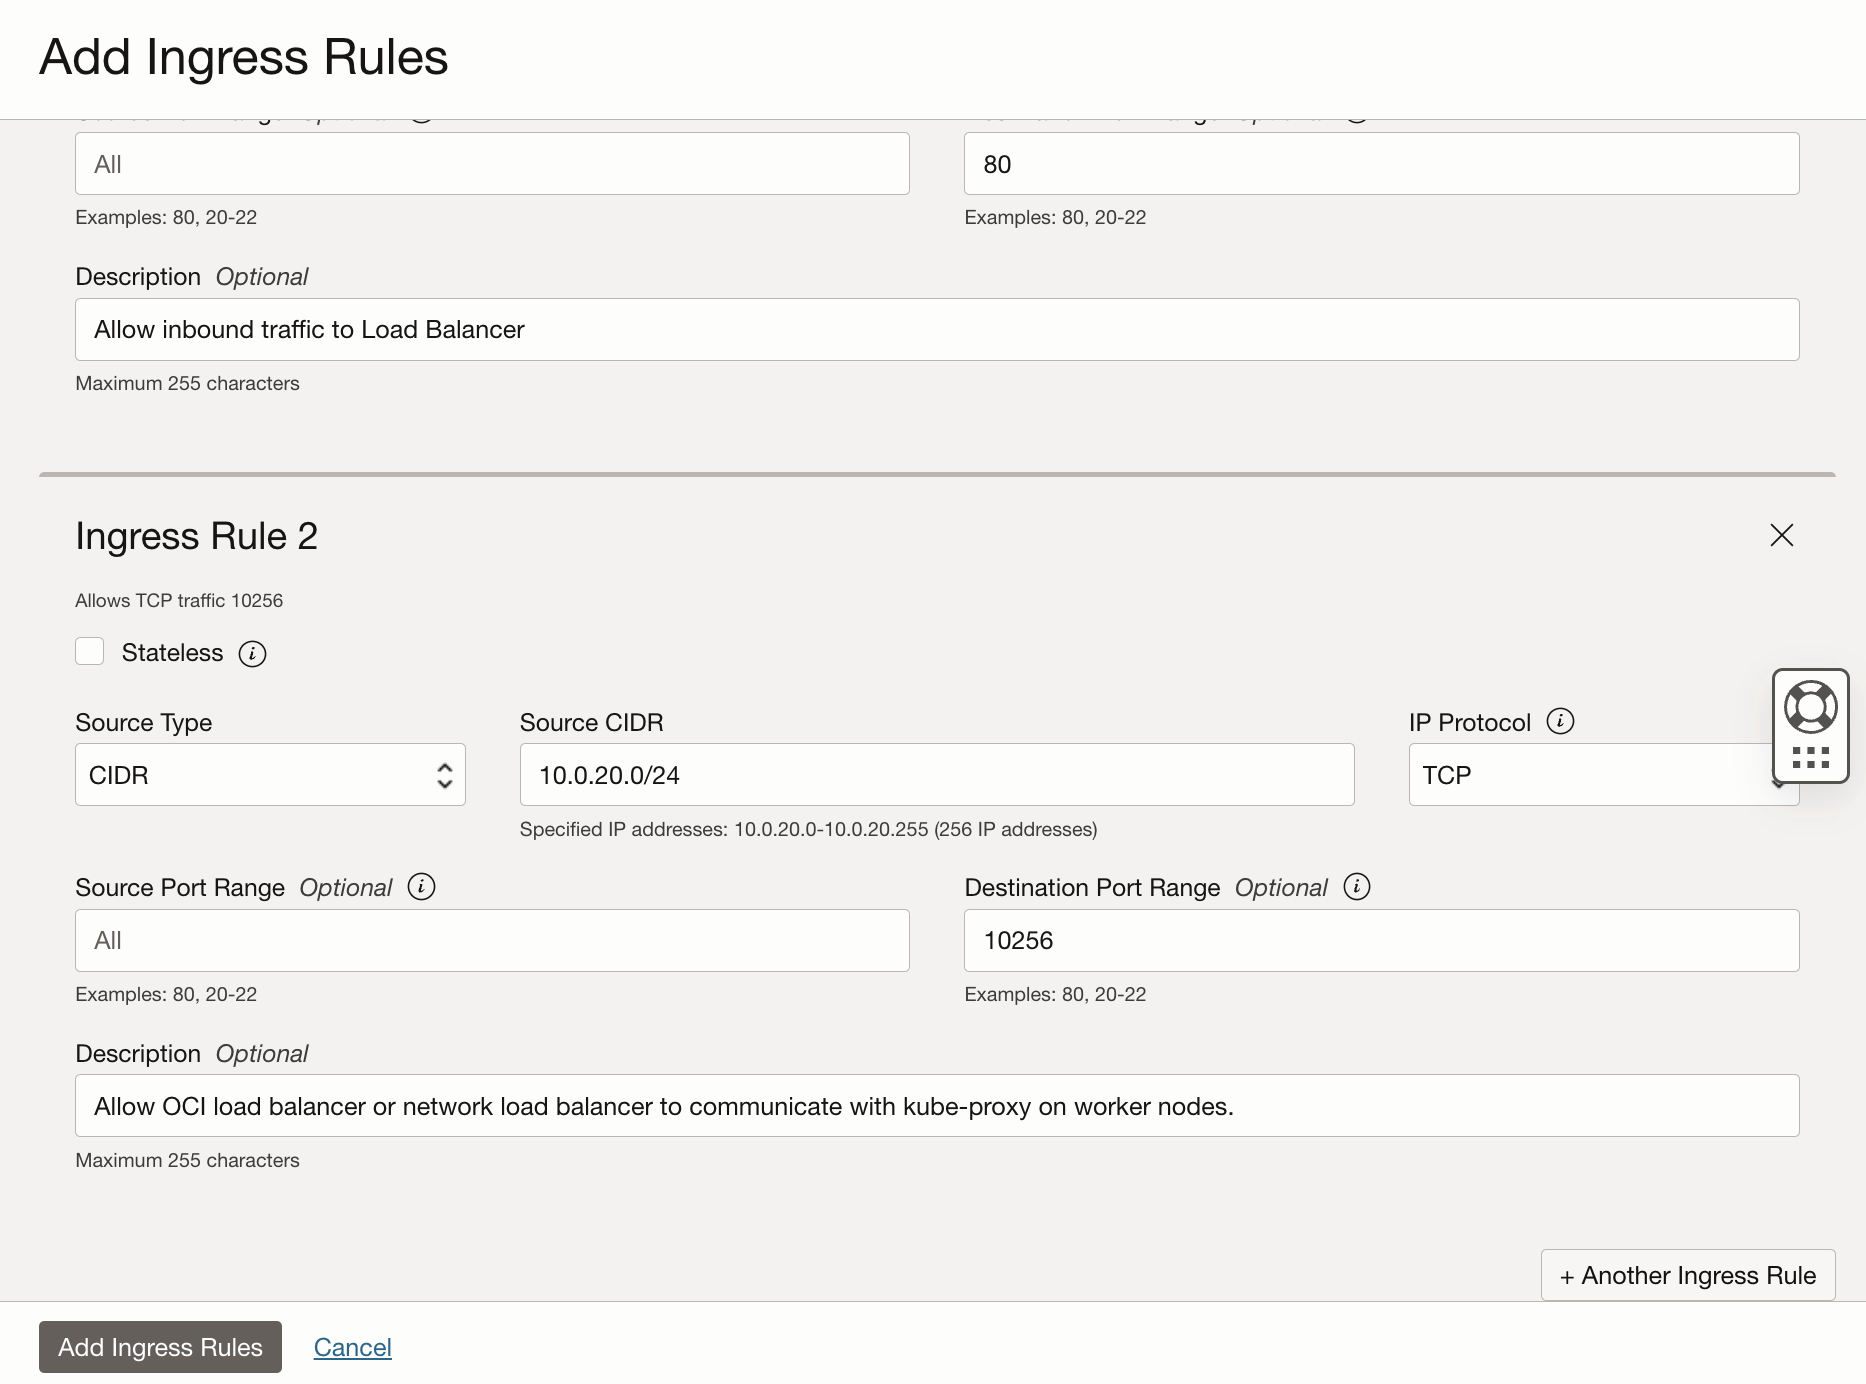 Add Ingress Rules
All
80
Examples: 80, 20-22
Examples: 80, 20-22
Description Optional
Allow inbound traffic to Load Balancer
Maximum 255 characters
Ingress Rule 2
Allows TCP traffic 10256
Stateless
Source Type
Source CIDR
IP Protocol
CIDR
10.0.20.0/24
TCP
Specified IP addresses: 10.0.20.0-10.0.20.255 (256 IP addresses)
Source Port Range Optional
Destination Port Range Optional
All
10256
Examples: 80, 20-22
Examples: 80, 20-22
Description Optional
Allow OCI load balancer or network load balancer to communicate with kube-proxy on worker nodes.
Maximum 255 characters
+ Another Ingress Rule
Add Ingress Rules
Cancel